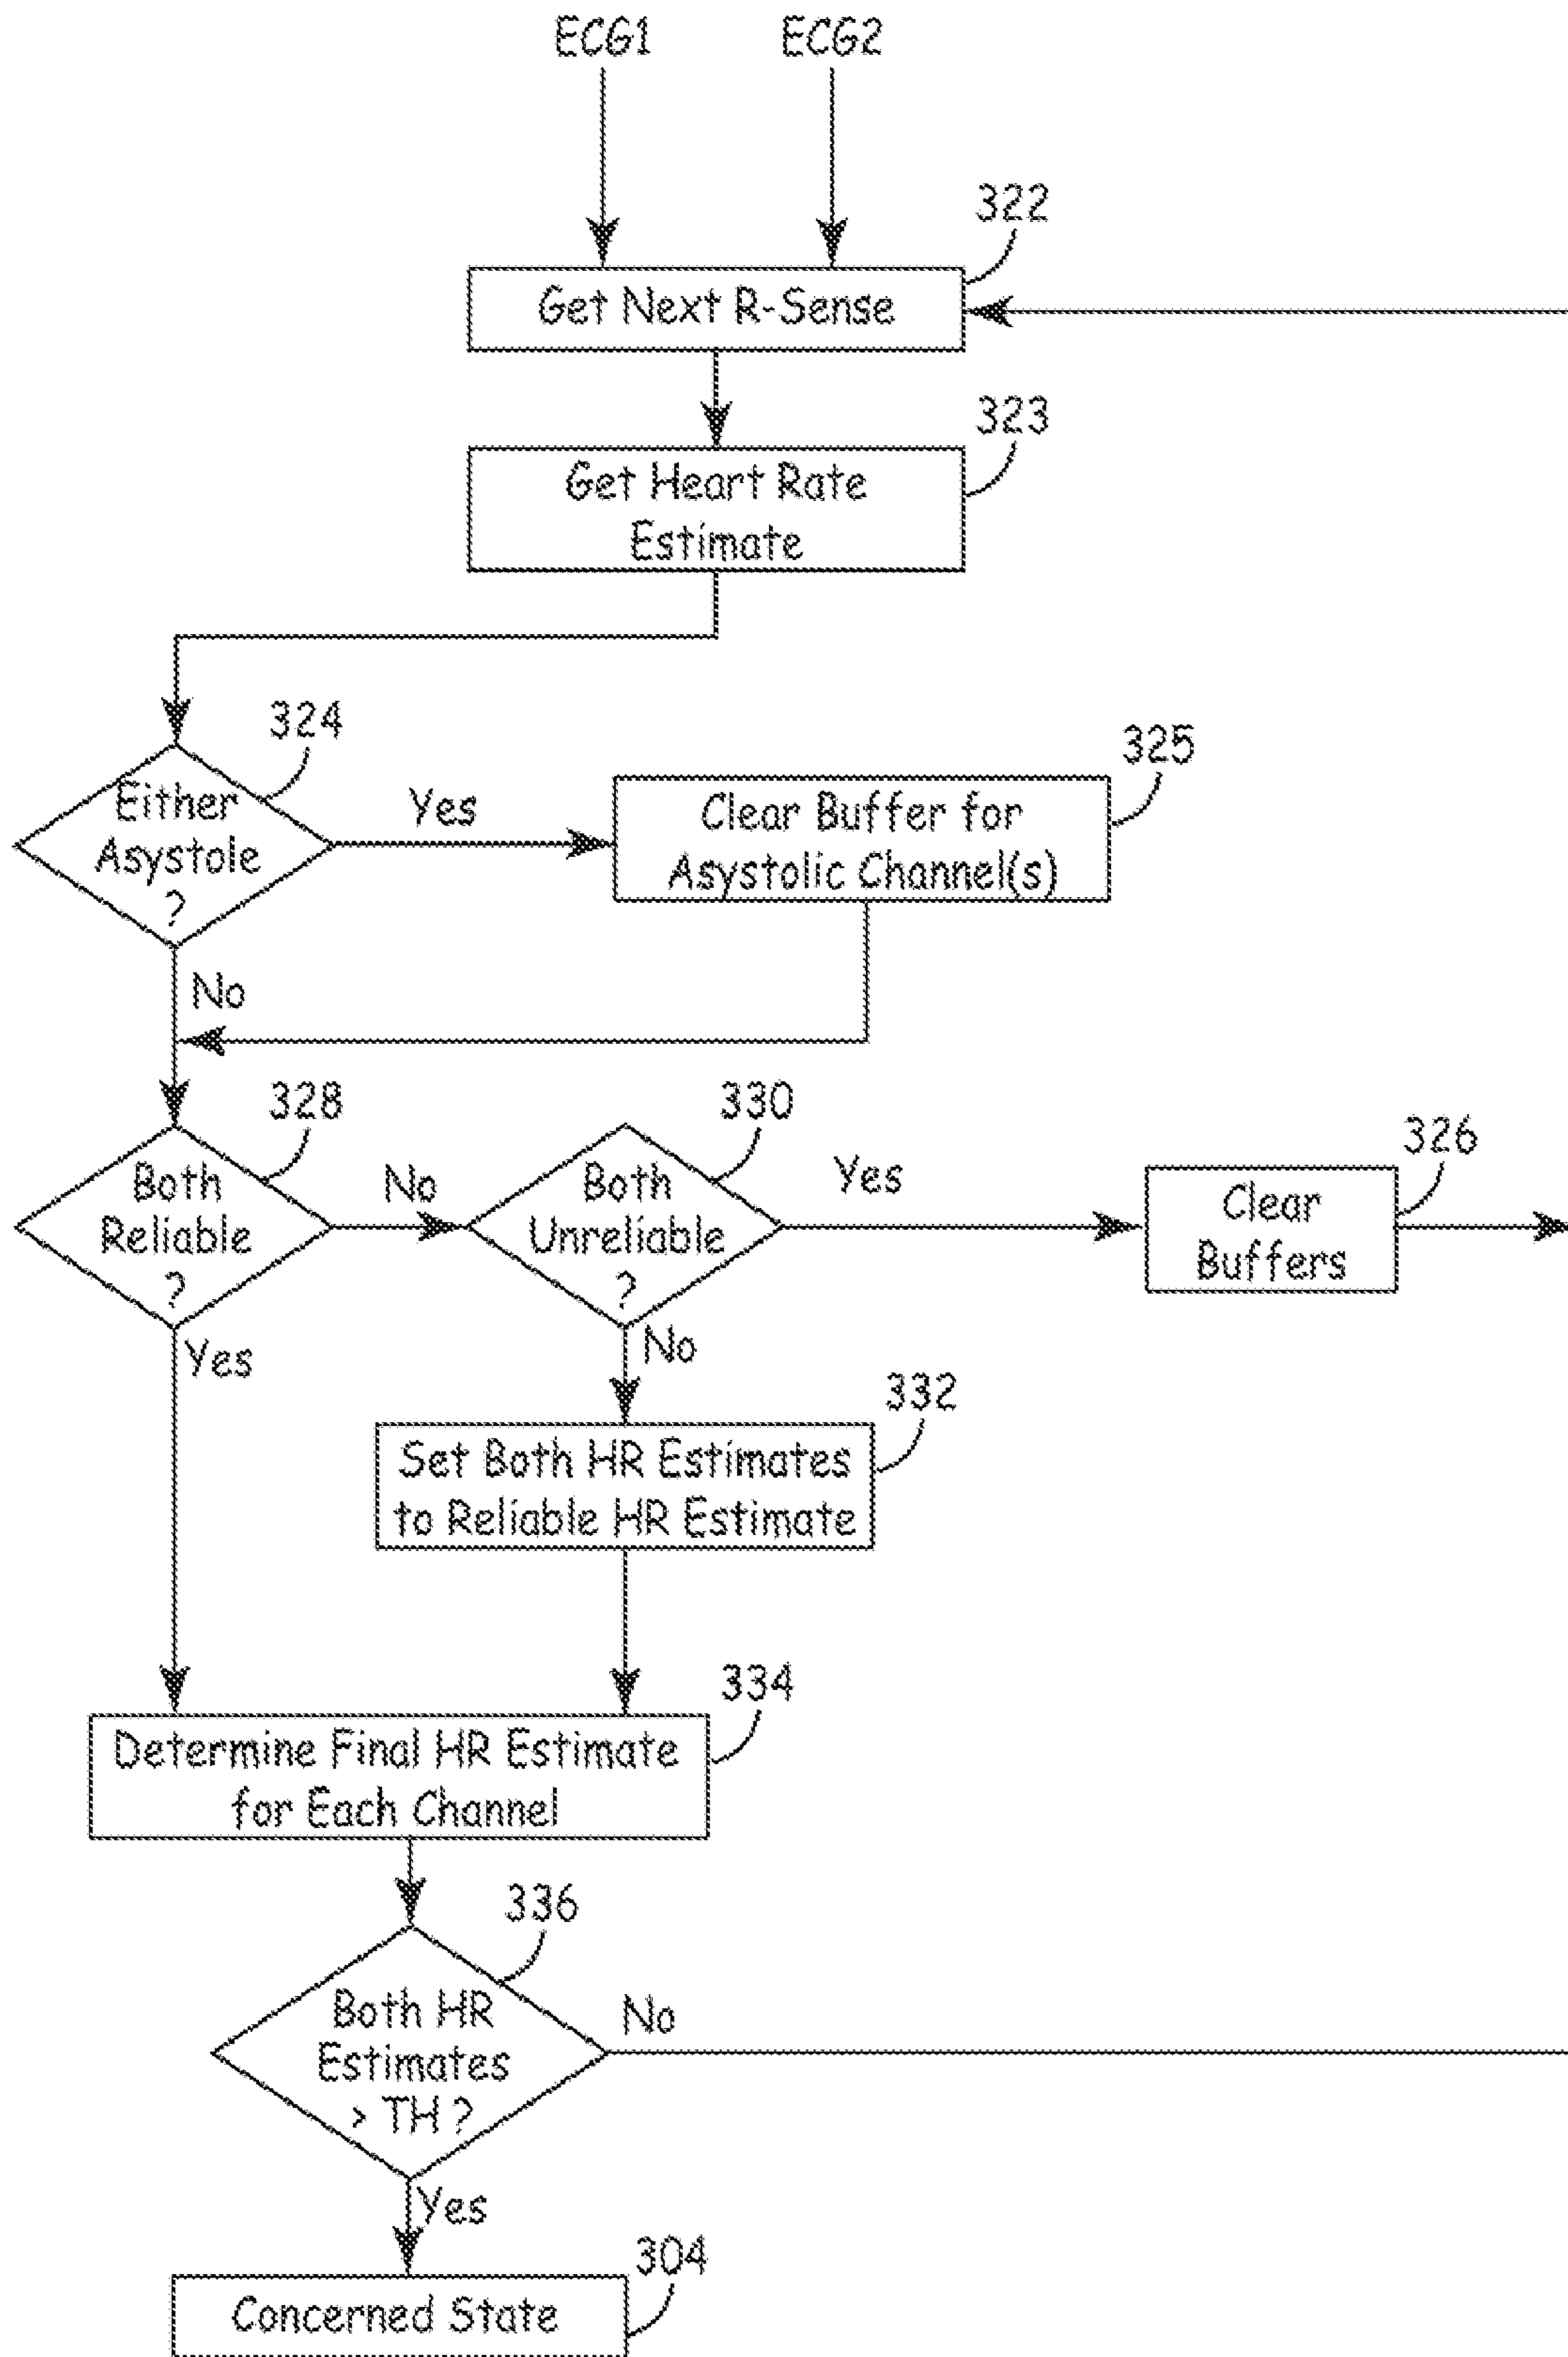 ECG1
ECG2
322
Get Next R-Sense
323
Get Heart Rate
Estimate
324
Either
Asystole
?
Yes
325
Clear Buffer for
Asystolic Channel(s)
No
328
Both
Reliable
?
No
330
Both
Unreliable
?
Yes
326
Clear
Buffers
Yes
No
332
Set Both HR Estimates
to Reliable HR Estimate
334
Determine Final HR Estimate
for Each Channel
336
Both HR
Estimates
> TH ?
No
Yes
304
Concerned State